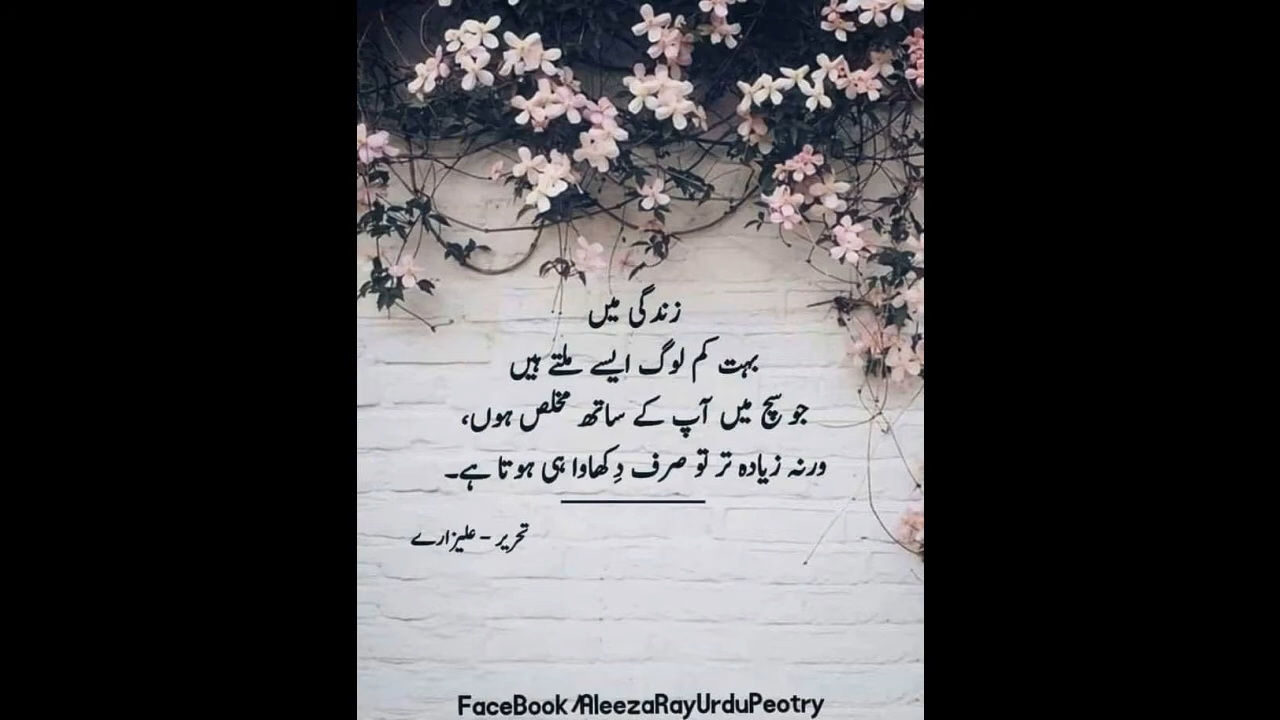 زندگی میں
بہت کم لوگ ایسے ملتے ہیں
جو سچ میں آپ کے ساتھ مخلص ہوں،
ورنہ زیادہ تر تو صرف دِکھاوا ہی ہوتا ہے۔
تحریر - علیزارے
FaceBook/AleezaRayUrduPeotry